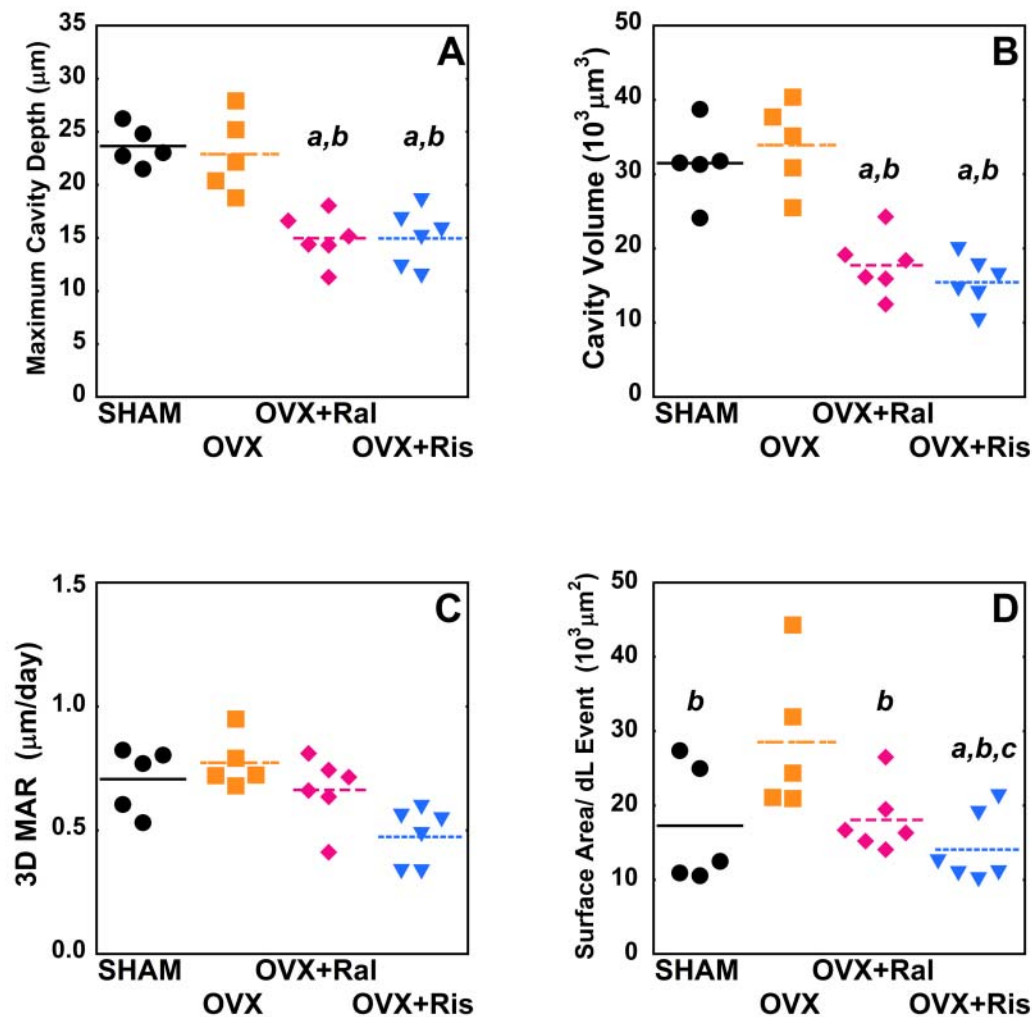 A
Maximum Cavity Depth (μm)
35
30
25
20
15
10
5
0
a,b
a,b
SHAM
OVX+Ral
OVX
OVX+Ris
B
Cavity Volume (10³μm³)
50
40
30
20
10
0
a,b
a,b
SHAM
OVX+Ral
OVX
OVX+Ris
C
3D MAR (μm/day)
1.5
1.0
0.5
0.0
SHAM
OVX+Ral
OVX
OVX+Ris
D
Surface Area/ dL Event (10³μm²)
50
40
30
20
10
0
b
b
a,b,c
SHAM
OVX+Ral
OVX
OVX+Ris